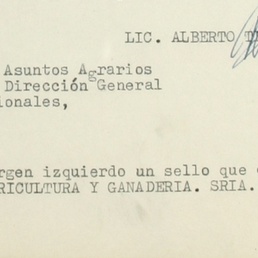 LIC. ALBERTO
Asuntos Agrarios
Dirección General
ionales,
rgen izquierdo un sello que
RICULTURA Y GANADERIA. SRIA.